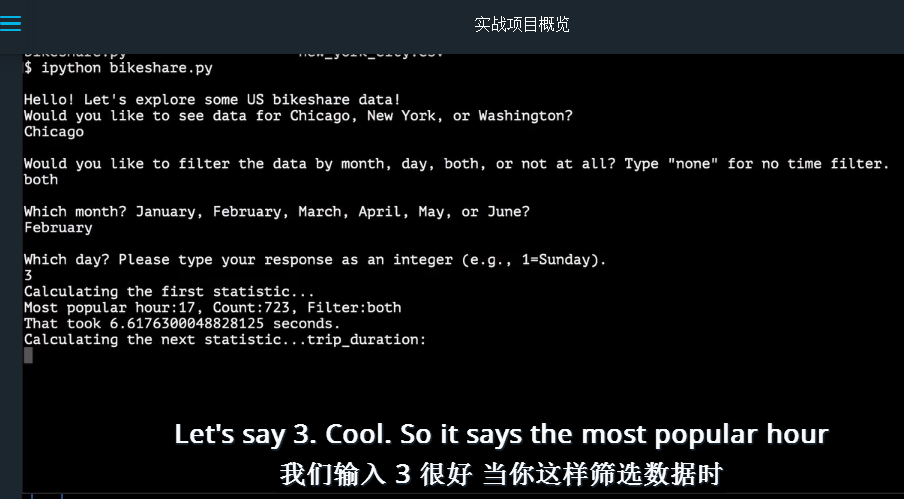 实战项目概览
bikeshare.py new_york_city.csv
$ ipython bikeshare.py
Hello! Let's explore some US bikeshare data!
Would you like to see data for Chicago, New York, or Washington?
Chicago
Would you like to filter the data by month, day, both, or not at all? Type "none" for no time filter.
both
Which month? January, February, March, April, May, or June?
February
Which day? Please type your response as an integer (e.g., 1=Sunday).
3
Calculating the first statistic...
Most popular hour:17, Count:723, Filter:both
That took 6.6176300048828125 seconds.
Calculating the next statistic...trip_duration:
Let's say 3. Cool. So it says the most popular hour
我们输入 3 很好 当你这样筛选数据时